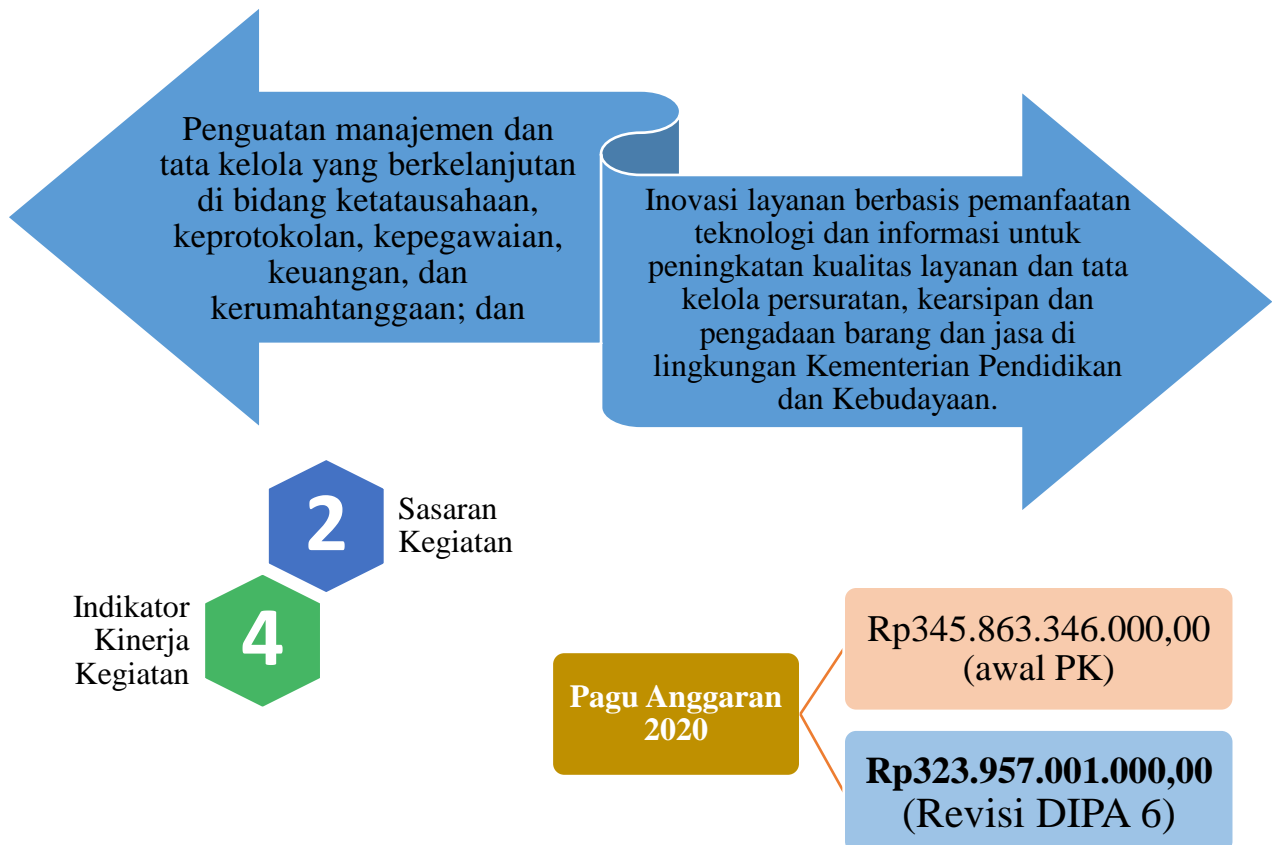 Penguatan manajemen dan
tata kelola yang berkelanjutan
di bidang ketatausahaan,
keprotokolan, kepegawaian,
keuangan, dan
kerumahtanggaan; dan
Inovasi layanan berbasis pemanfaatan
teknologi dan informasi untuk
peningkatan kualitas layanan dan tata
kelola persuratan, kearsipan dan
pengadaan barang dan jasa di
lingkungan Kementerian Pendidikan
dan Kebudayaan.
2
Sasaran
Kegiatan
Indikator
Kinerja
Kegiatan
4
Pagu Anggaran
2020
Rp345.863.346.000,00
(awal PK)
Rp323.957.001.000,00
(Revisi DIPA 6)